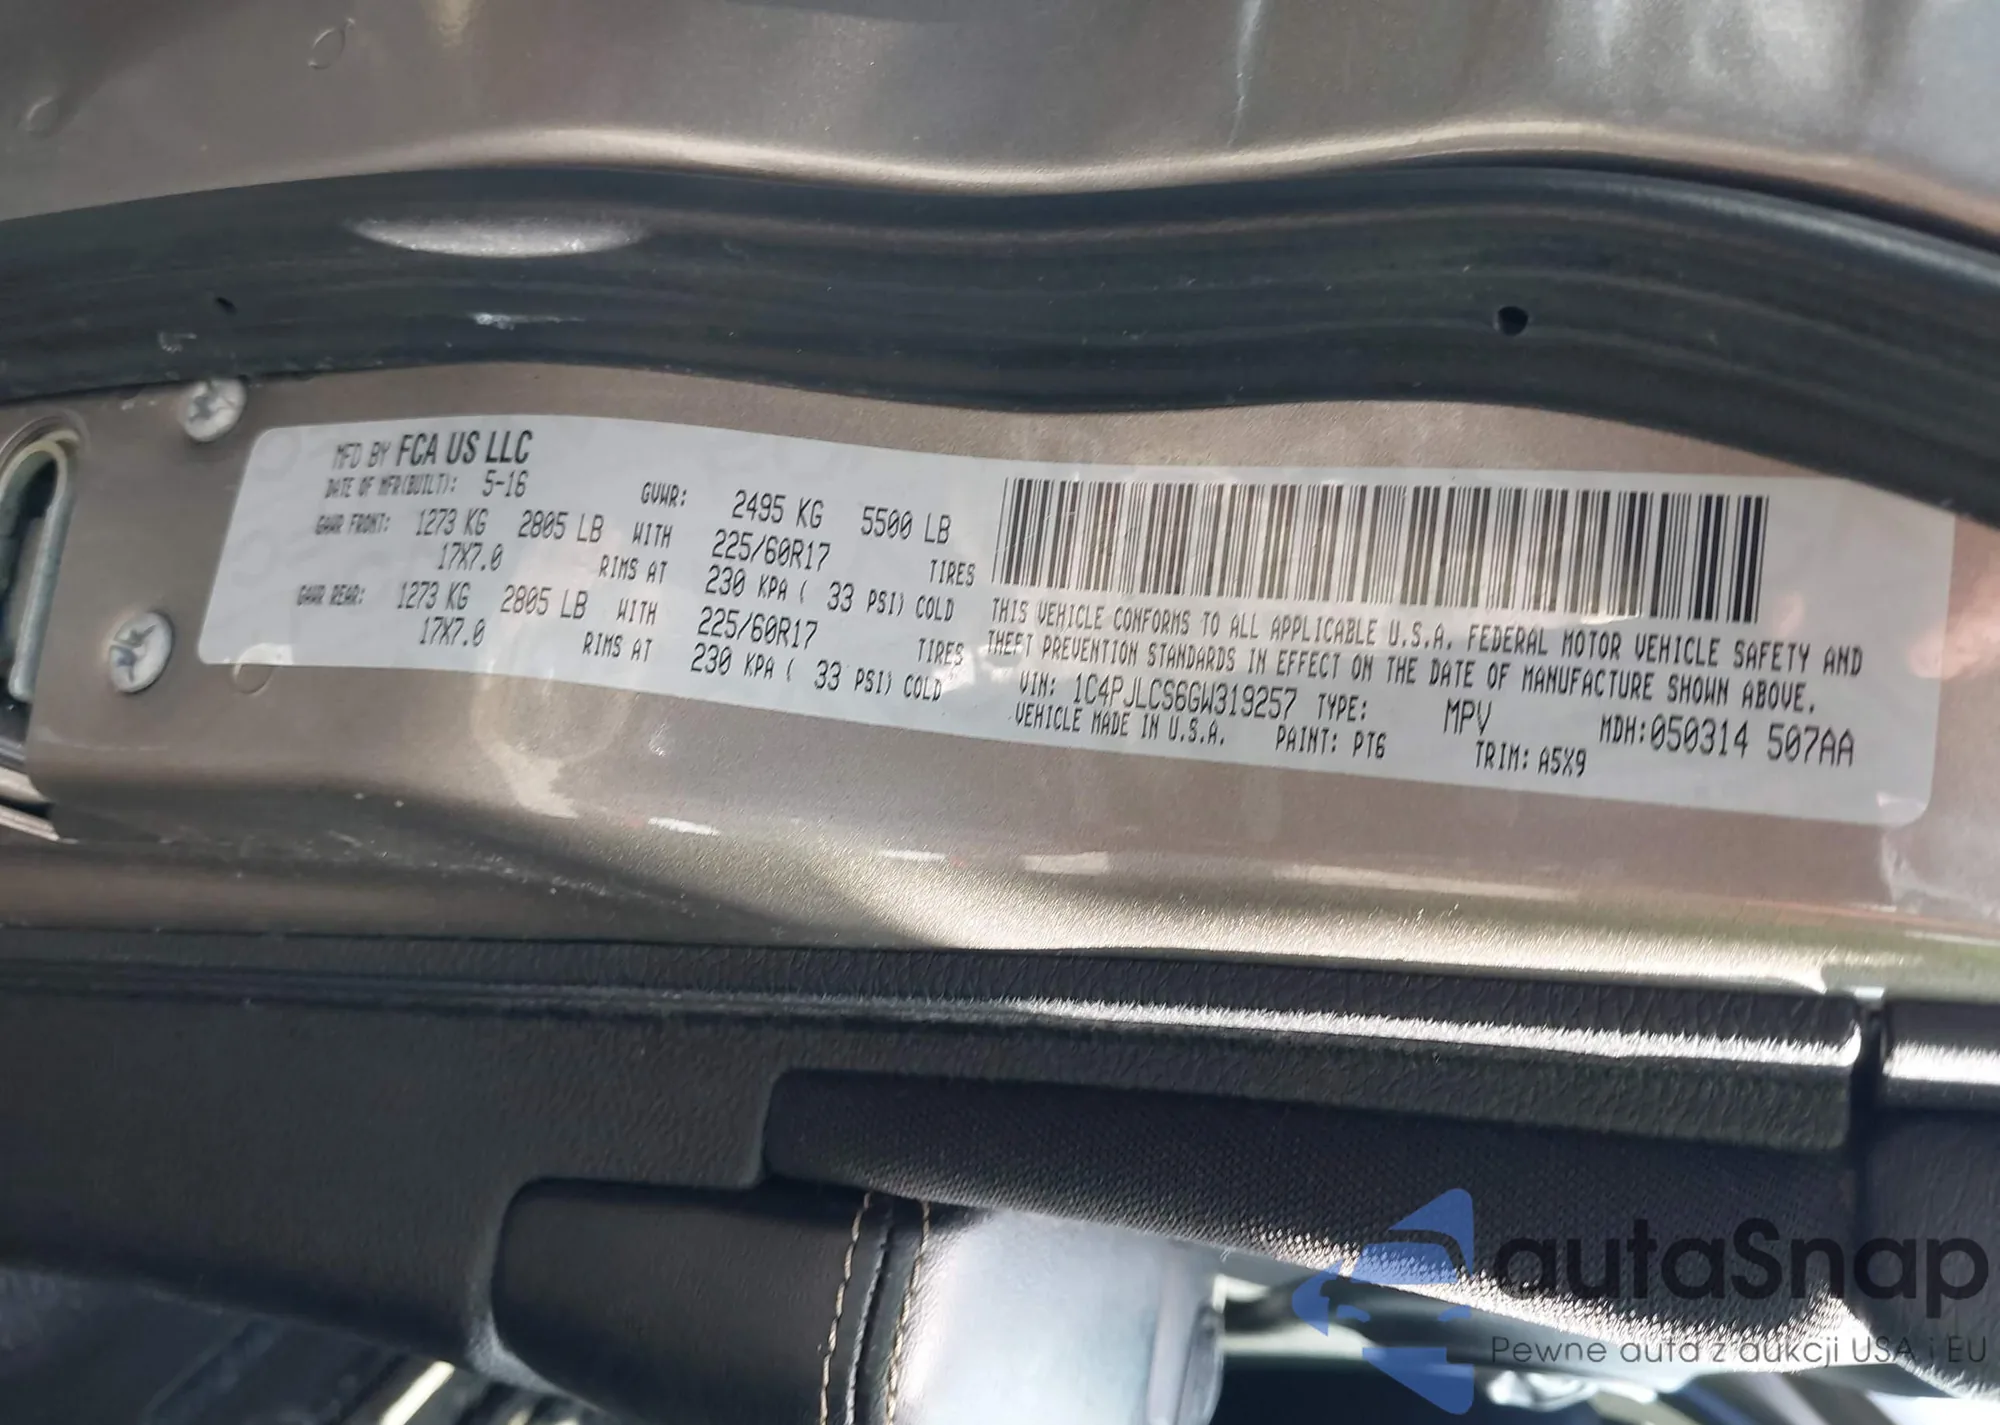 MFD BY FCA US LLC
DATE OF MFR(BUILT): 5-16 GVWR: 2495 KG 5500 LB
GAWR FRONT: 1273 KG 2805 LB WITH 225/60R17 TIRES
17X7.0 RIMS AT 230 KPA ( 33 PSI) COLD
GAWR REAR: 1273 KG 2805 LB WITH 225/60R17 TIRES
17X7.0 RIMS AT 230 KPA ( 33 PSI) COLD
THIS VEHICLE CONFORMS TO ALL APPLICABLE U.S.A. FEDERAL MOTOR VEHICLE SAFETY AND
THEFT PREVENTION STANDARDS IN EFFECT ON THE DATE OF MANUFACTURE SHOWN ABOVE.
VIN: 1C4PJLCS6GW319257 TYPE: MPV MDH:050314 507AA
VEHICLE MADE IN U.S.A. PAINT: PT6 TRIM: A5X9
autaSnap
Pewne auta z aukcji USA i EU